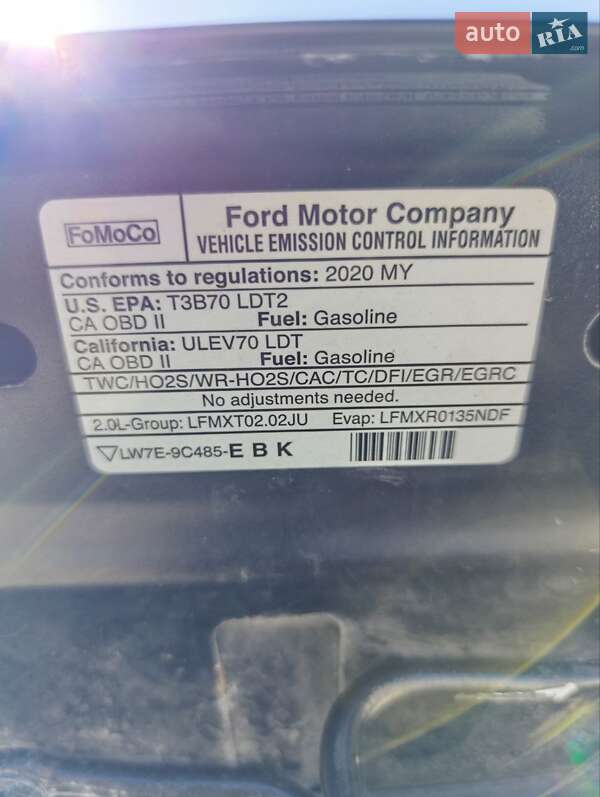 auto RIA .com
FoMoCo
Ford Motor Company
VEHICLE EMISSION CONTROL INFORMATION
Conforms to regulations: 2020 MY
U.S. EPA: T3B70 LDT2
CA OBD II Fuel: Gasoline
California: ULEV70 LDT
CA OBD II Fuel: Gasoline
TWC/HO2S/WR-HO2S/CAC/TC/DFI/EGR/EGRC
No adjustments needed.
2.0L-Group: LFMXT02.02JU Evap: LFMXR0135NDF
LW7E-9C485-E B K